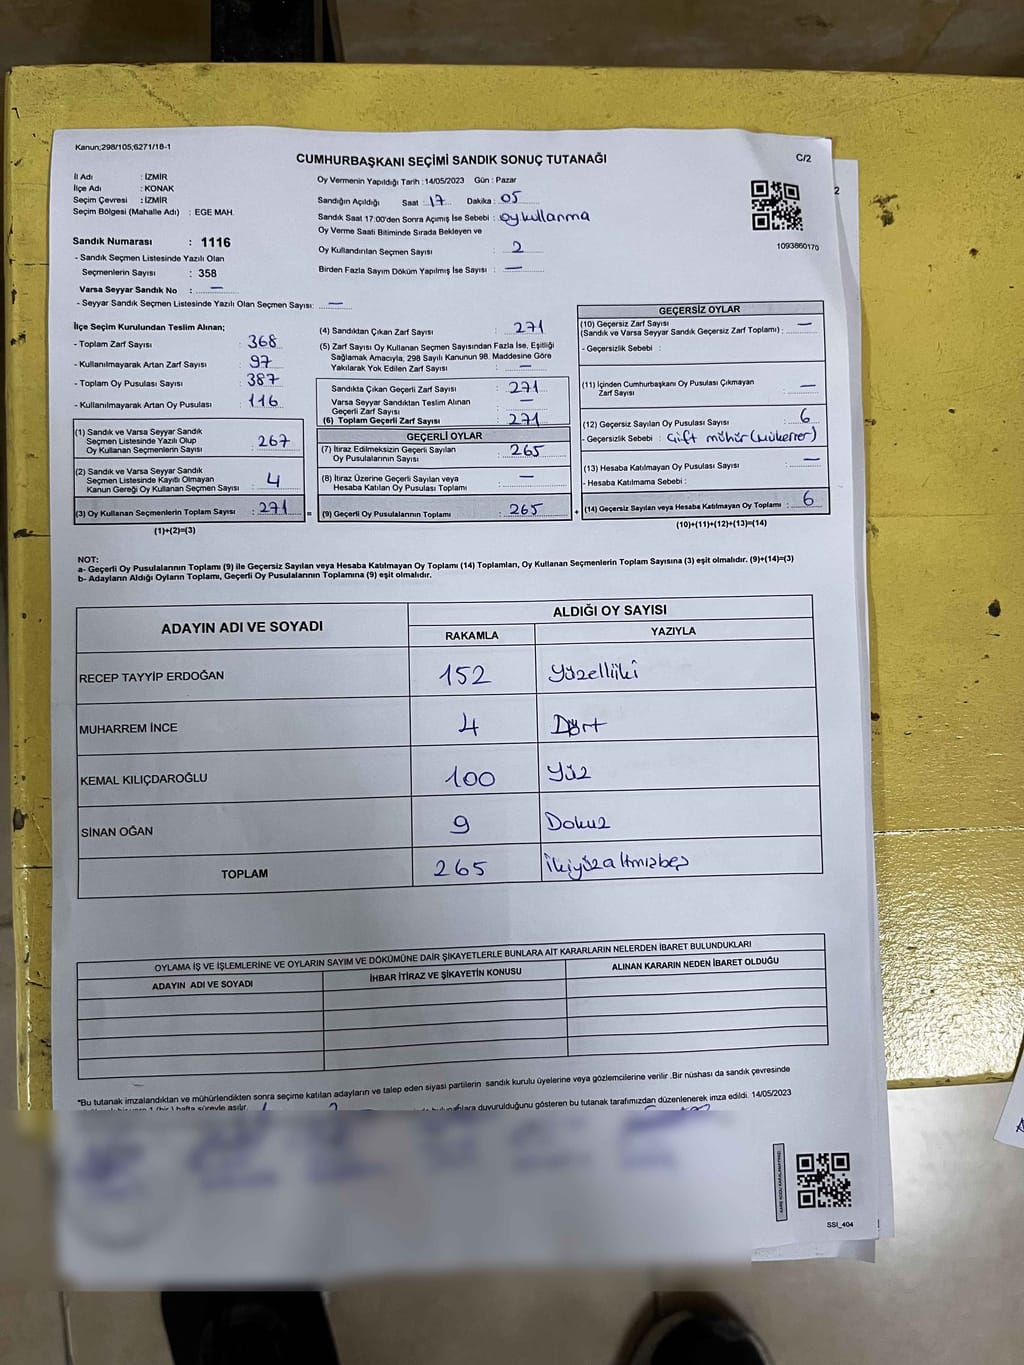 Kanun;298/105;6271/18-1
CUMHURBAŞKANI SEÇİMİ SANDIK SONUÇ TUTANAĞI
C/2
İl Adı : İZMİR
İlçe Adı : KONAK
Seçim Çevresi : İZMİR
Seçim Bölgesi (Mahalle Adı) : EGE MAH.
Sandık Numarası : 1116
- Sandık Seçmen Listesinde Yazılı Olan
Seçmenlerin Sayısı : 358
Varsa Seyyar Sandık No : —
- Seyyar Sandık Seçmen Listesinde Yazılı Olan Seçmen Sayısı: —
Oy Vermenin Yapıldığı Tarih : 14/05/2023 Gün : Pazar
Sandığın Açıldığı Saat : 17 Dakika : 05
Sandık Saat 17:00'den Sonra Açımış İse Sebebi : oy kullanma
Oy Verme Saati Bitiminde Sırada Bekleyen ve
Oy Kullandırılan Seçmen Sayısı : 2
Birden Fazla Sayım Döküm Yapılmış İse Sayısı : —
1093860170
2
İlçe Seçim Kurulundan Teslim Alınan;
- Toplam Zarf Sayısı : 368
- Kullanılmayarak Artan Zarf Sayısı : 97
- Toplam Oy Pusulası Sayısı : 387
- Kullanılmayarak Artan Oy Pusulası : 116
(1) Sandık ve Varsa Seyyar Sandık
Seçmen Listesinde Yazılı Olup
Oy Kullanan Seçmenlerin Sayısı : 267
(2) Sandık ve Varsa Seyyar Sandık
Seçmen Listesinde Kayıtlı Olmayan
Kanun Gereği Oy Kullanan Seçmen Sayısı : 4
(3) Oy Kullanan Seçmenlerin Toplam Sayısı : 271
(1)+(2)=(3)
(4) Sandıktan Çıkan Zarf Sayısı : 271
(5) Zarf Sayısı Oy Kullanan Seçmen Sayısından Fazla İse, Eşitliği
Sağlamak Amacıyla, 298 Sayılı Kanunun 98. Maddesine Göre
Yakılarak Yok Edilen Zarf Sayısı : —
Sandıkta Çıkan Geçerli Zarf Sayısı : 271
Varsa Seyyar Sandıktan Teslim Alınan
Geçerli Zarf Sayısı : —
(6) Toplam Geçerli Zarf Sayısı : 271
GEÇERLİ OYLAR
(7) İtiraz Edilmeksizin Geçerli Sayılan
Oy Pusulalarının Sayısı : 265
(8) İtiraz Üzerine Geçerli Sayılan veya
Hesaba Katılan Oy Pusulası Toplamı : —
= (9) Geçerli Oy Pusulalarının Toplamı : 265 +
GEÇERSİZ OYLAR
(10) Geçersiz Zarf Sayısı : —
(Sandık ve Varsa Seyyar Sandık Geçersiz Zarf Toplamı) :
- Geçersizlik Sebebi :
(11) İçinden Cumhurbaşkanı Oy Pusulası Çıkmayan
Zarf Sayısı : —
(12) Geçersiz Sayılan Oy Pusulası Sayısı : 6
- Geçersizlik Sebebi : Çift mühür (mükerrer)
(13) Hesaba Katılmayan Oy Pusulası Sayısı : —
- Hesaba Katılmama Sebebi :
(14) Geçersiz Sayılan veya Hesaba Katılmayan Oy Toplamı : 6
(10)+(11)+(12)+(13)=(14)
NOT:
a- Geçerli Oy Pusulalarının Toplamı (9) ile Geçersiz Sayılan veya Hesaba Katılmayan Oy Toplamı (14) Toplamları, Oy Kullanan Seçmenlerin Toplam Sayısına (3) eşit olmalıdır. (9)+(14)=(3)
b- Adayların Aldığı Oyların Toplamı, Geçerli Oy Pusulalarının Toplamına (9) eşit olmalıdır.
ADAYIN ADI VE SOYADI
ALDIĞI OY SAYISI
RAKAMLA YAZIYLA
RECEP TAYYİP ERDOĞAN 152 Yüzelliiki
MUHARREM İNCE 4 Dört
KEMAL KILIÇDAROĞLU 100 Yüz
SİNAN OĞAN 9 Dokuz
TOPLAM 265 ikiyüzaltmışbeş
OYLAMA İŞ VE İŞLEMLERİNE VE OYLARIN SAYIM VE DÖKÜMÜNE DAİR ŞİKAYETLERLE BUNLARA AİT KARARLARIN NELERDEN İBARET BULUNDUKLARI
ADAYIN ADI VE SOYADI İHBAR İTİRAZ VE ŞİKAYETİN KONUSU ALINAN KARARIN NEDEN İBARET OLDUĞU
*Bu tutanak imzalandıktan ve mühürlendikten sonra seçime katılan adayların ve talep eden siyasi partilerin sandık kurulu üyelerine veya gözlemcilerine verilir .Bir nüshası da sandık çevresinde
hafta süreyle asılır. duyurulduğunu gösteren bu tutanak tarafımızdan düzenlenerek imza edildi. 14/05/2023
SSI_404